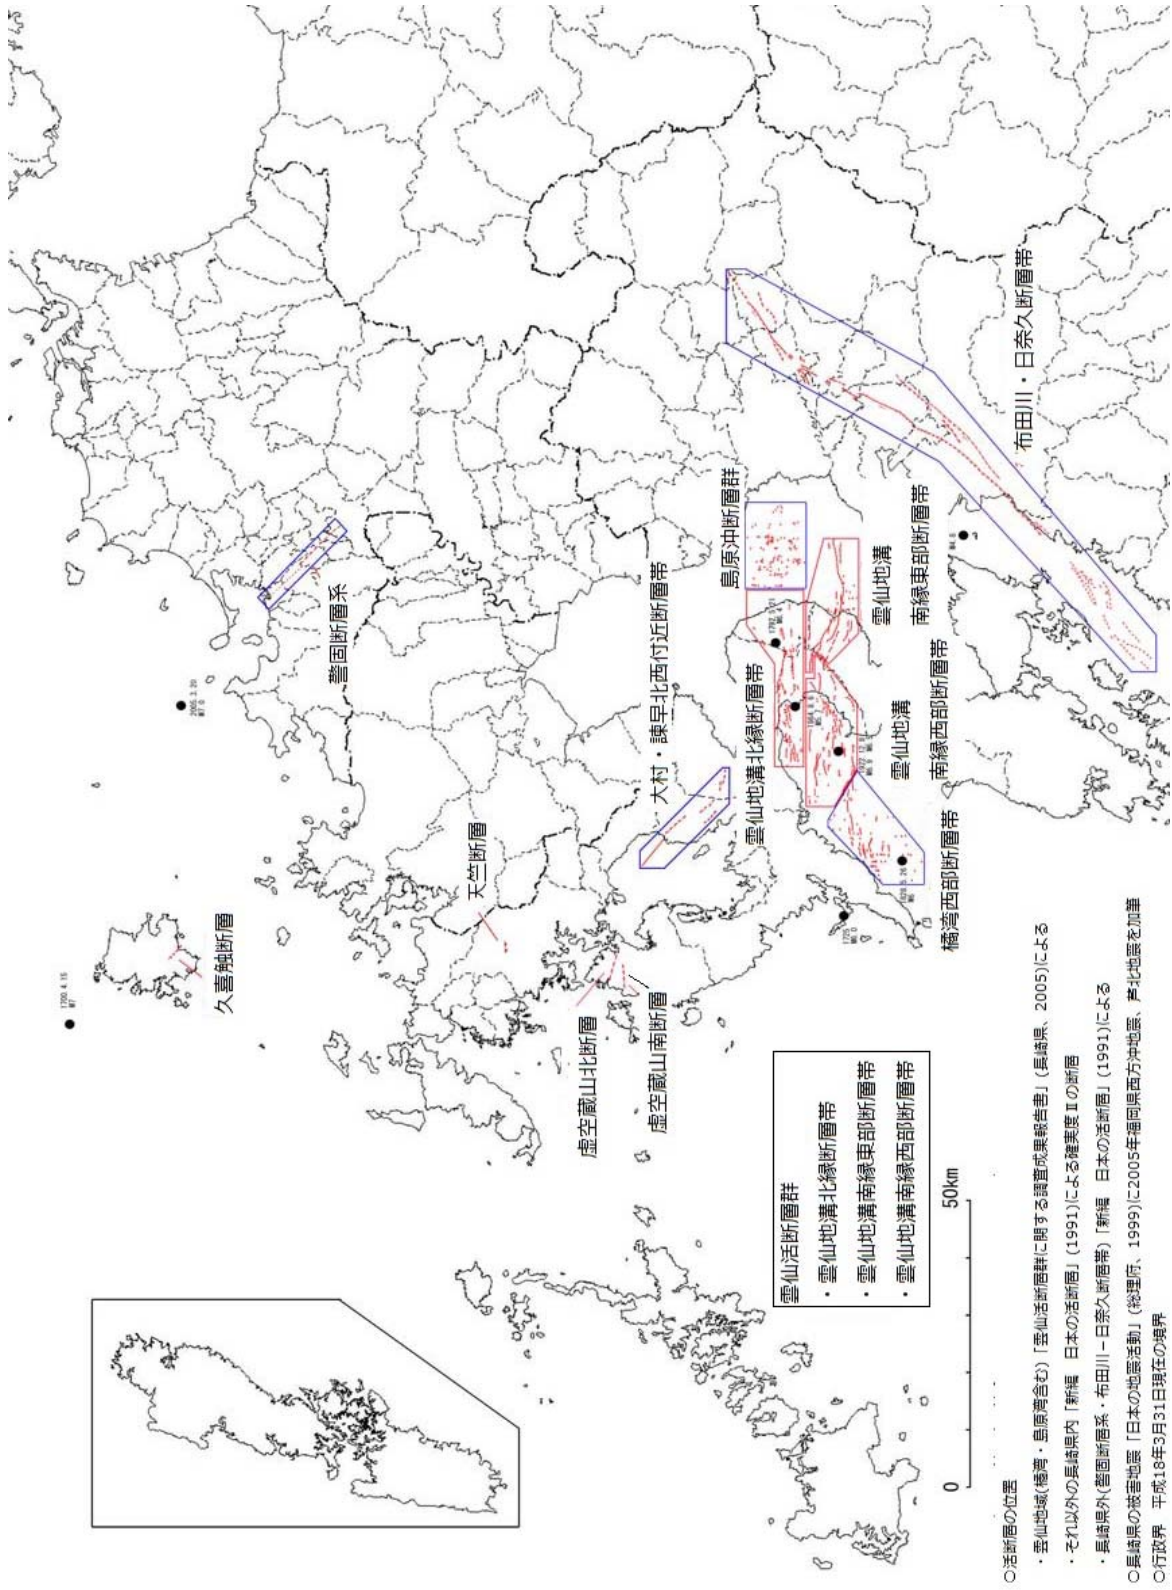 1700.4.15
M7
久喜触断層
2005.3.20
M7.0
警固断層系
天竺断層
虚空蔵山北断層
虚空蔵山南断層
大村・諫早北西付近断層帯
島原沖断層群
雲仙地溝北縁断層帯
雲仙地溝
南縁東部断層帯
雲仙地溝
南縁西部断層帯
橘湾西部断層帯
布田川・日奈久断層帯
雲仙活断層群
・雲仙地溝北縁断層帯
・雲仙地溝南縁東部断層帯
・雲仙地溝南縁西部断層帯
0
50km
○活断層の位置
・雲仙地域(橘湾・島原湾含む)「雲仙活断層群に関する調査成果報告書」(長崎県、2005)による
・それ以外の長崎県内「新編 日本の活断層」(1991)による確実度Ⅱの断層
・長崎県外(警固断層系・布田川－日奈久断層帯)「新編 日本の活断層」(1991)による
○長崎県の被害地震「日本の地震活動」(総理府、1999)に2005年福岡県西方沖地震、芦北地震を加筆
○行政界 平成18年3月31日現在の境界